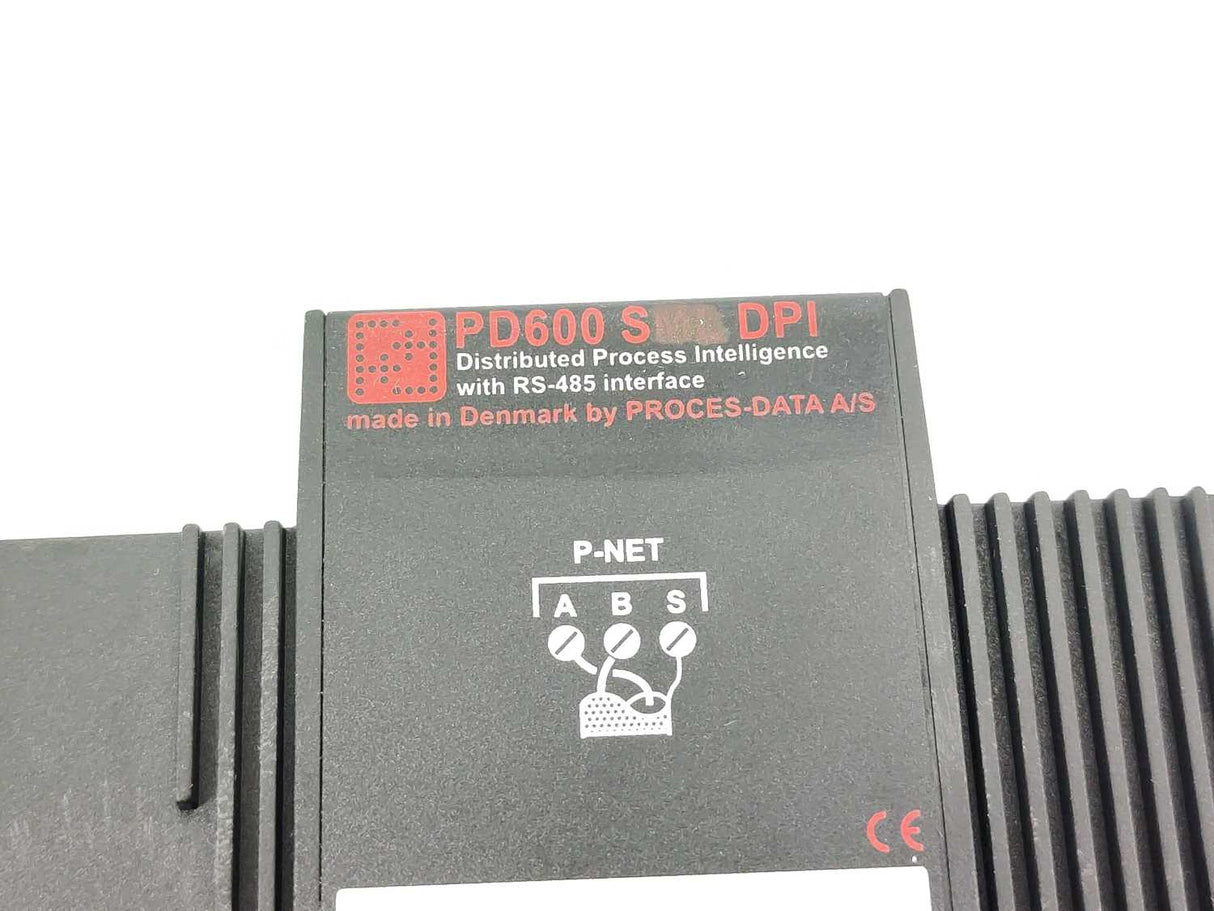 PD600 S DPI
Distributed Process Intelligence
with RS-485 interface
made in Denmark by PROCES-DATA A/S
P-NET
A B S
CE